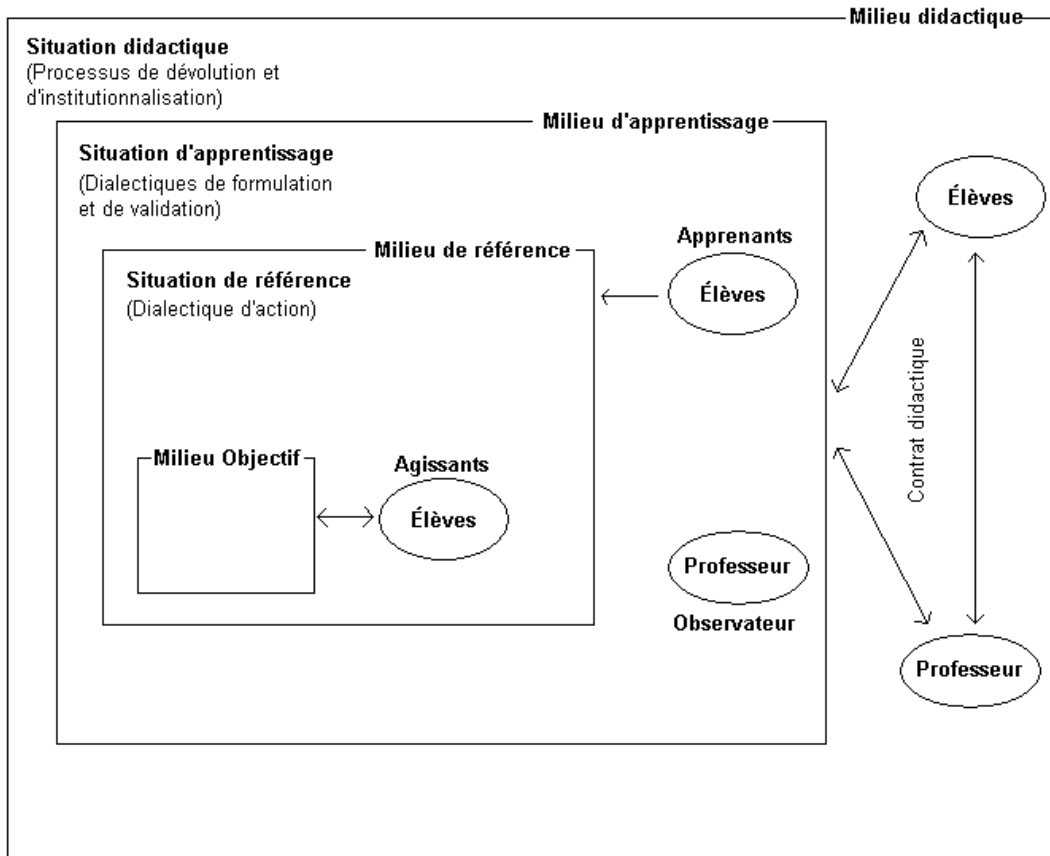 Milieu didactique
Situation didactique
(Processus de dévolution et
d'institutionnalisation)
Milieu d'apprentissage
Situation d'apprentissage
(Dialectiques de formulation
et de validation)
Élèves
Milieu de référence
Apprenants
Situation de référence
(Dialectique d'action)
Élèves
Contrat didactique
Milieu Objectif
Agissants
Élèves
Professeur
Observateur
Professeur